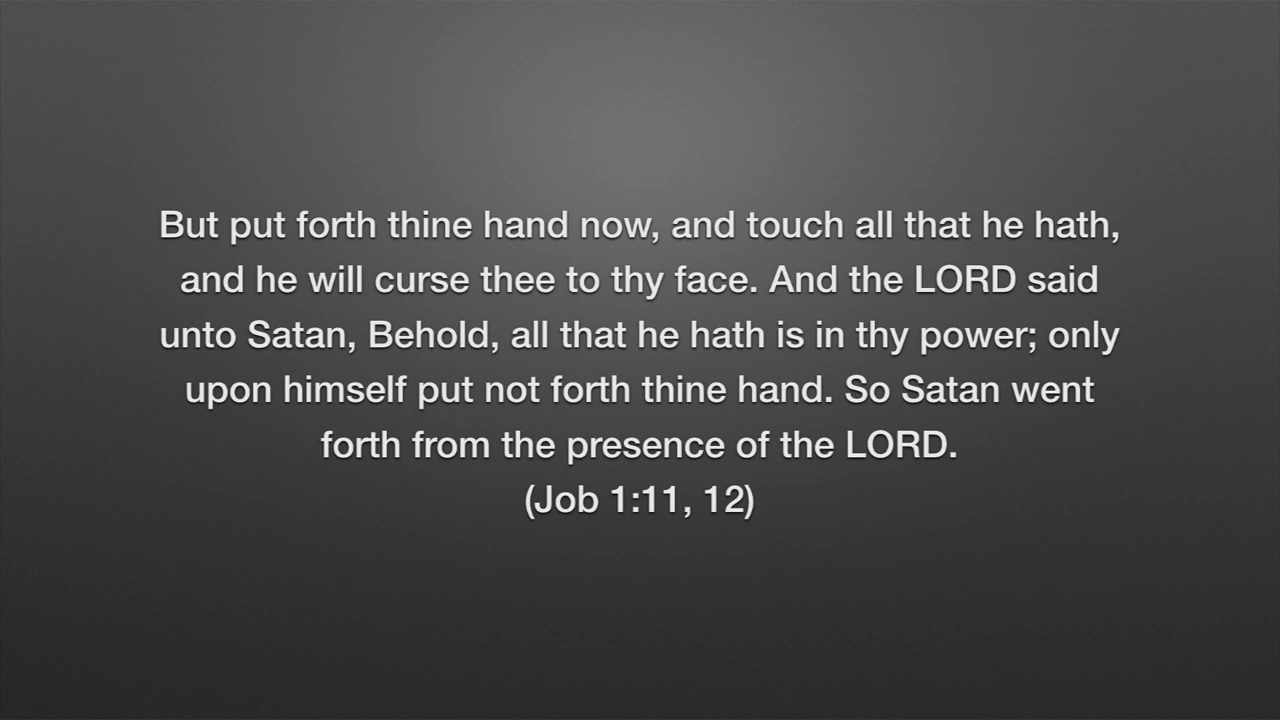 But put forth thine hand now, and touch all that he hath,
and he will curse thee to thy face. And the LORD said
unto Satan, Behold, all that he hath is in thy power; only
upon himself put not forth thine hand. So Satan went
forth from the presence of the LORD.
(Job 1:11, 12)